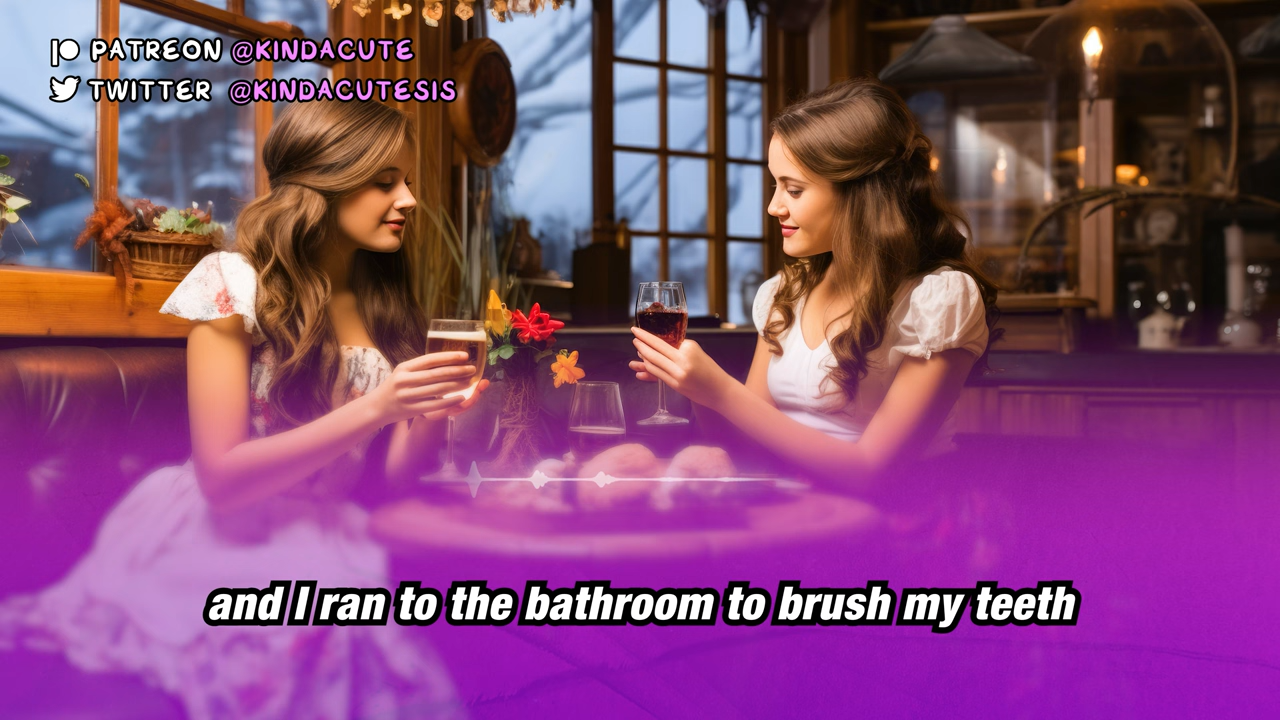 PATREON @KINDACUTE
TWITTER @KINDACUTESIS
and I ran to the bathroom to brush my teeth